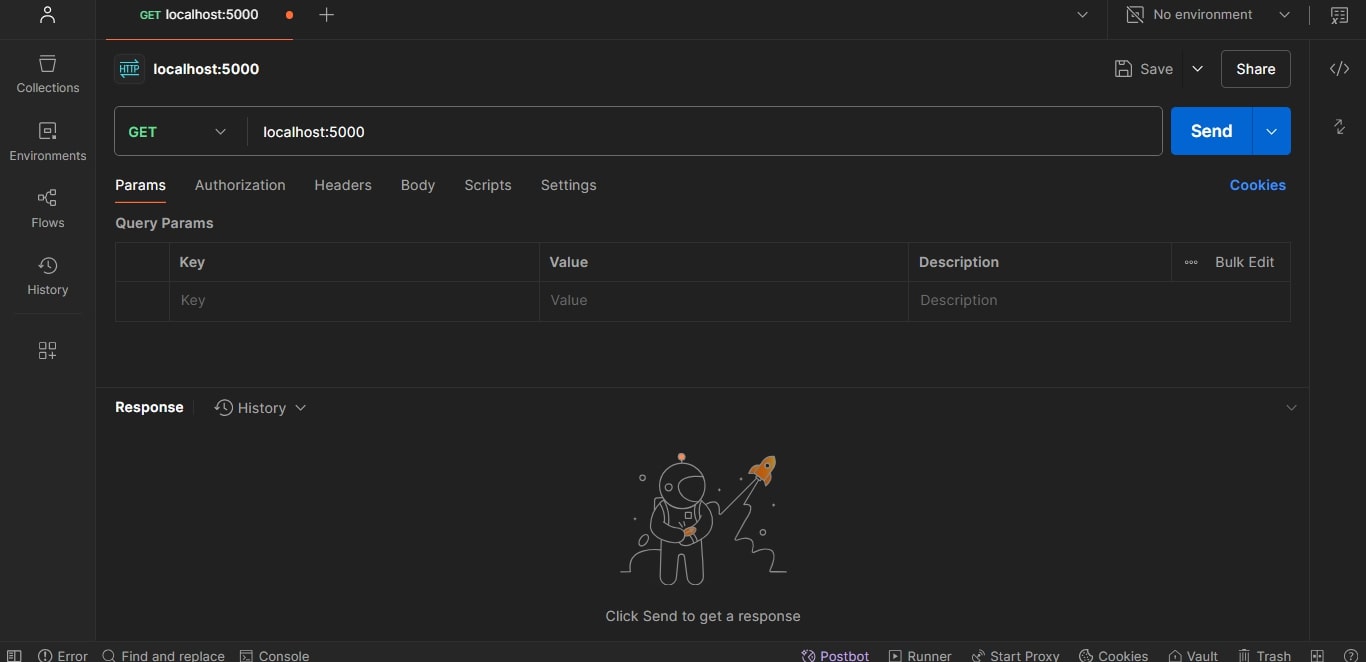 GET localhost:5000
No environment
HTTP localhost:5000
Save
Share
GET localhost:5000
Send
Params Authorization Headers Body Scripts Settings Cookies
Query Params
Key Value Description Bulk Edit
Key Value Description
Collections
Environments
Flows
History
Response History
Click Send to get a response
Error Find and replace Console Postbot Runner Start Proxy Cookies Vault Trash